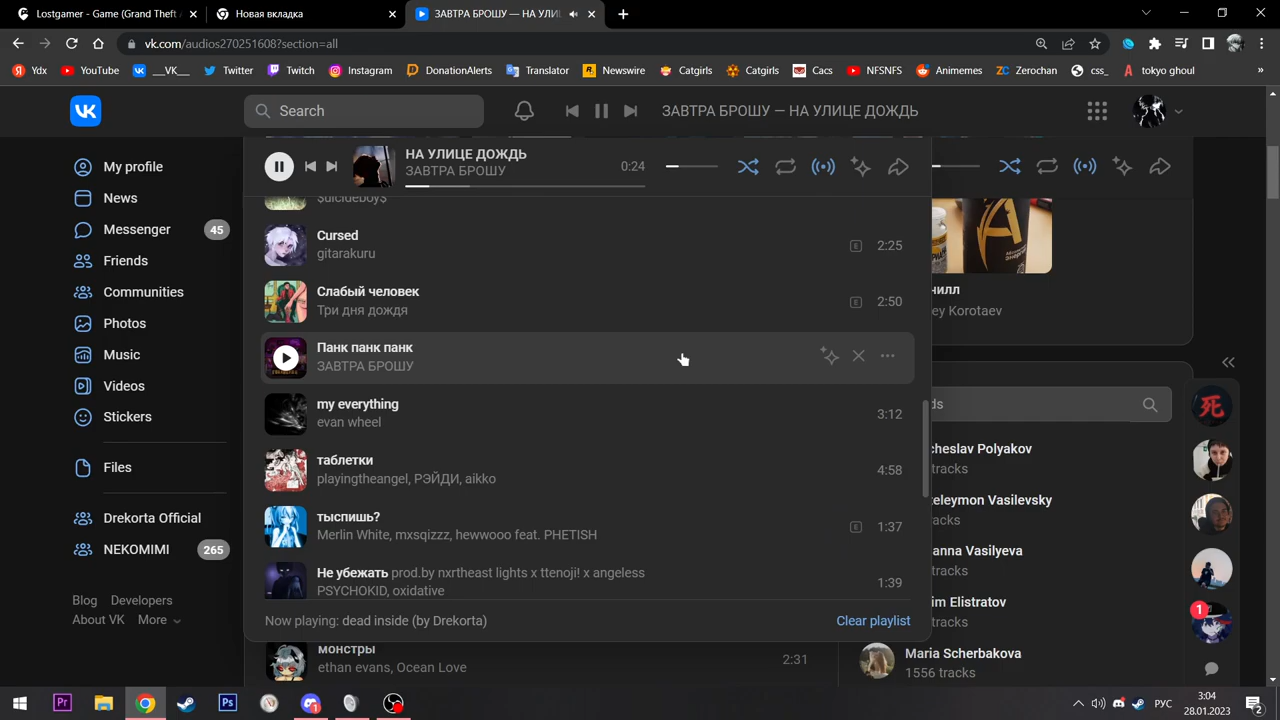 Lostgamer - Game (Grand Theft
Новая вкладка
ЗАВТРА БРОШУ — НА УЛИ
vk.com/audios270251608?section=all
Ydx
YouTube
__VK__
Twitter
Twitch
Instagram
DonationAlerts
Translator
Newswire
Catgirls
Catgirls
Cacs
NFSNFS
Animemes
Zerochan
css_
tokyo ghoul
Search
ЗАВТРА БРОШУ — НА УЛИЦЕ ДОЖДЬ
My profile
News
Messenger 45
Friends
Communities
Photos
Music
Videos
Stickers
Files
Drekorta Official
NEKOMIMI 265
Blog Developers
About VK More
НА УЛИЦЕ ДОЖДЬ
ЗАВТРА БРОШУ
0:24
$uicideboy$
Cursed
gitarakuru
E 2:25
Слабый человек
Три дня дождя
E 2:50
Панк панк панк
ЗАВТРА БРОШУ
my everything
evan wheel
3:12
таблетки
playingtheangel, РЭЙДИ, aikko
4:58
тыспишь?
Merlin White, mxsqizzz, hewwooo feat. PHETISH
E 1:37
Не убежать prod.by nxrtheast lights x ttenoji! x angeless
PSYCHOKID, oxidative
1:39
Now playing: dead inside (by Drekorta)
Clear playlist
монстры
ethan evans, Ocean Love
2:31
нилл
ey Korotaev
ds
cheslav Polyakov
tracks
teleymon Vasilevsky
tracks
anna Vasilyeva
tracks
im Elistratov
tracks
Maria Scherbakova
1556 tracks
死
1
РУС
3:04
28.01.2023
2